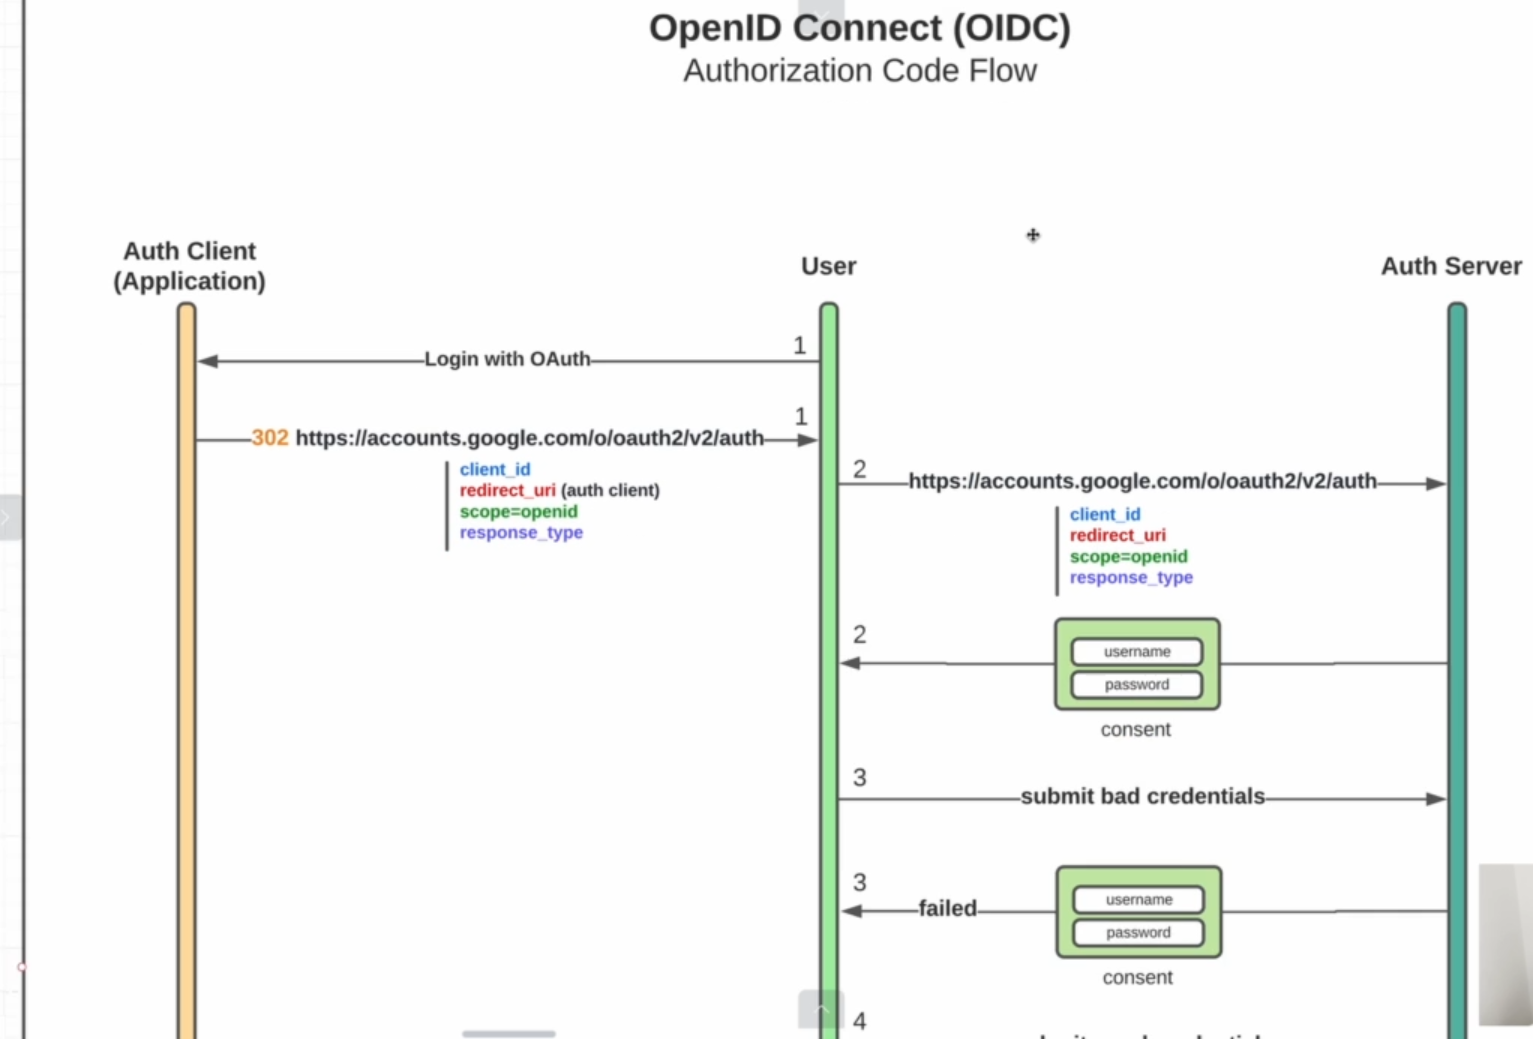 OpenID Connect (OIDC)
Authorization Code Flow
Auth Client
(Application)
User
Auth Server
1
Login with OAuth
1
302 https://accounts.google.com/o/oauth2/v2/auth
client_id
redirect_uri (auth client)
scope=openid
response_type
2
https://accounts.google.com/o/oauth2/v2/auth
client_id
redirect_uri
scope=openid
response_type
2
username
password
consent
3
submit bad credentials
3
failed
username
password
consent
4